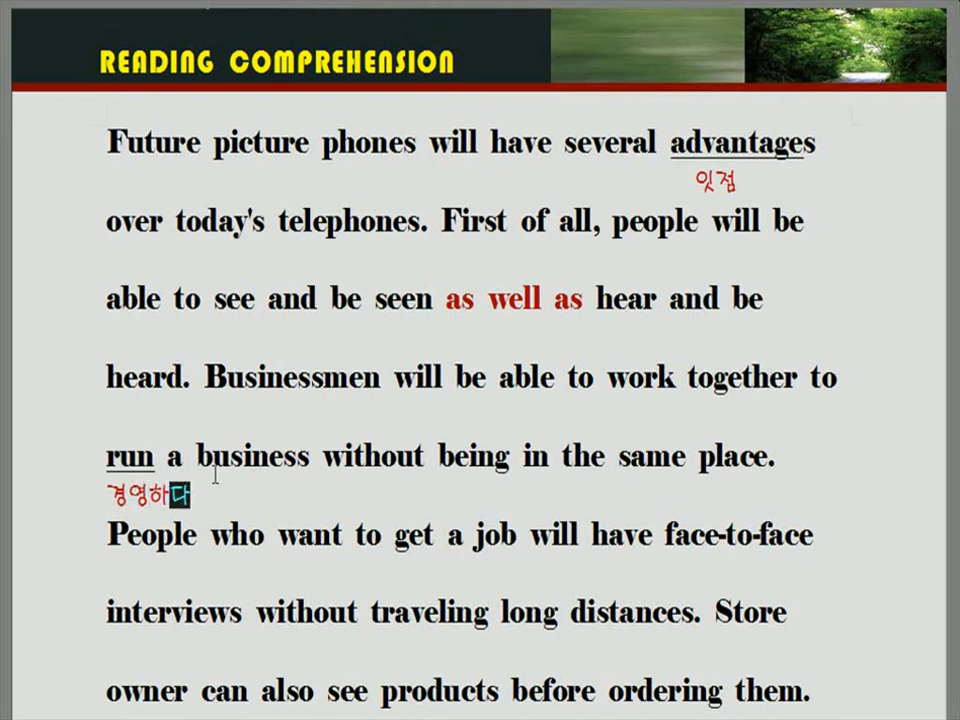 READING COMPREHENSION
Future picture phones will have several advantages
잇점
over today's telephones. First of all, people will be
able to see and be seen as well as hear and be
heard. Businessmen will be able to work together to
run a business without being in the same place.
경영하다
People who want to get a job will have face-to-face
interviews without traveling long distances. Store
owner can also see products before ordering them.